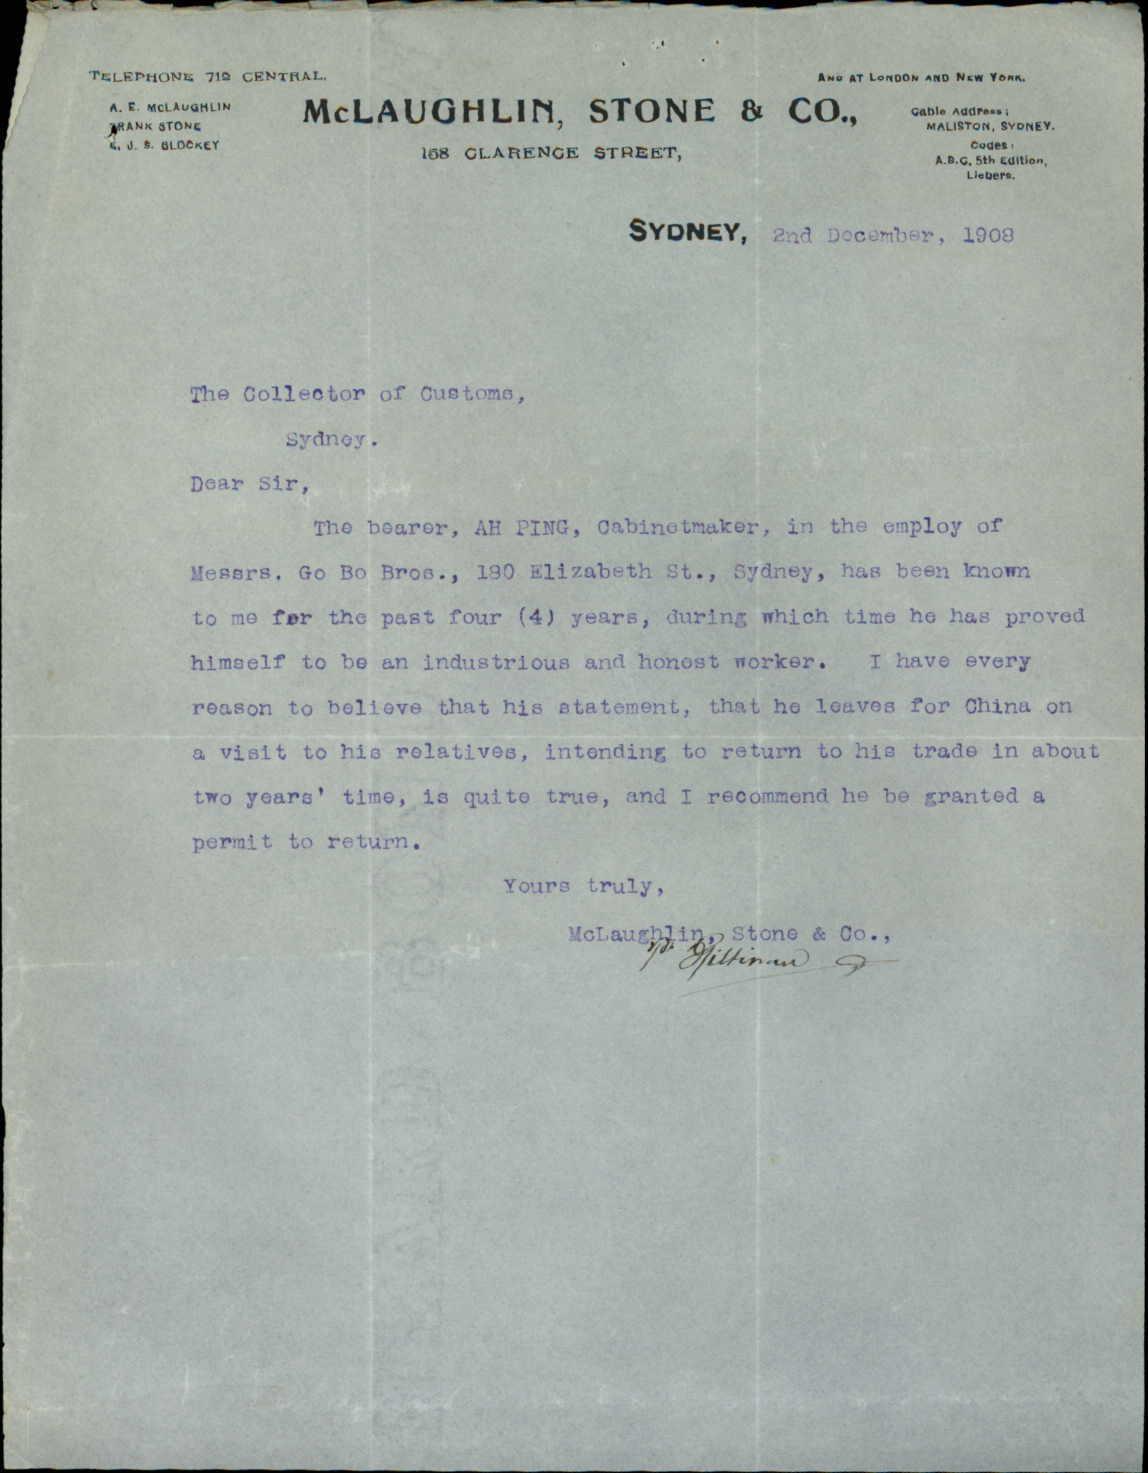 TELEPHONE 712 CENTRAL.
AND AT LONDON AND NEW YORK.
A. E. McLAUGHLIN
FRANK STONE
E. J. S. BLOCKEY
McLAUGHLIN, STONE & CO.,
168 CLARENCE STREET,
Cable Address:
MALISTON, SYDNEY.
Codes:
A.B.C. 5th Edition,
Liebers.
SYDNEY, 2nd December, 1908
The Collector of Customs,
Sydney.
Dear Sir,
The bearer, AH PING, Cabinetmaker, in the employ of
Messrs. Go Bo Bros., 190 Elizabeth St., Sydney, has been known
to me for the past four (4) years, during which time he has proved
himself to be an industrious and honest worker. I have every
reason to believe that his statement, that he leaves for China on
a visit to his relatives, intending to return to his trade in about
two years' time, is quite true, and I recommend he be granted a
permit to return.
Yours truly,
McLaughlin, Stone & Co.,